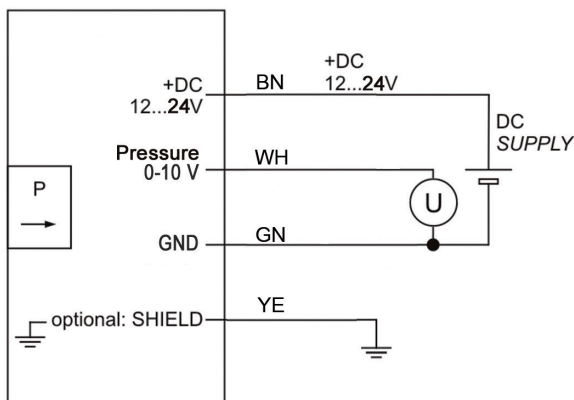 +DC
12...24V
BN
+DC
12...24V
DC
SUPPLY
Pressure
0-10 V
WH
P
U
GND
GN
optional: SHIELD
YE